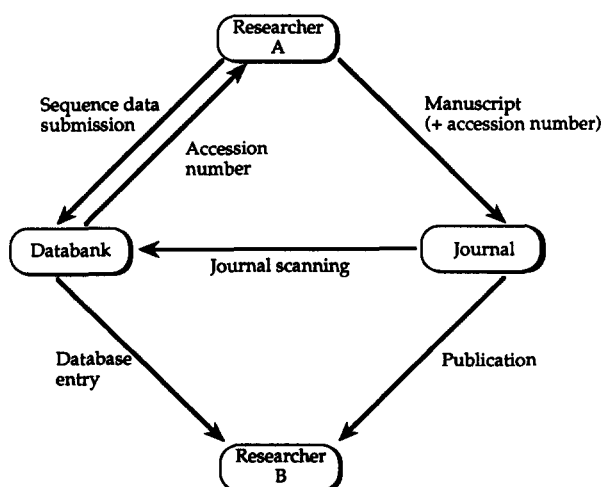 Researcher
A
Sequence data
submission
Manuscript
(+ accession number)
Accession
number
Databank
Journal
Journal scanning
Database
entry
Publication
Researcher
B